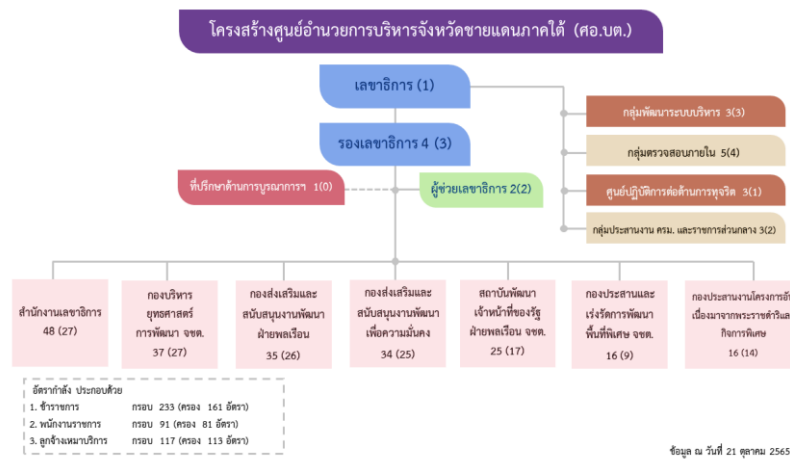 โครงสร้างศูนย์อำนวยการบริหารจังหวัดชายแดนภาคใต้ (ศอ.บต.)
เลขาธิการ (1)
รองเลขาธิการ 4 (3)
ที่ปรึกษาด้านการบูรณาการฯ 1(0)
ผู้ช่วยเลขาธิการ 2(2)
กลุ่มพัฒนาระบบบริหาร 3(3)
กลุ่มตรวจสอบภายใน 5(4)
ศูนย์ปฏิบัติการต่อต้านการทุจริต 3(1)
กลุ่มประสานงาน ครม. และราชการส่วนกลาง 3(2)
สำนักงานเลขาธิการ
48 (27)
กองบริหาร
ยุทธศาสตร์
การพัฒนา จชต.
37 (27)
กองส่งเสริมและ
สนับสนุนงานพัฒนา
ฝ่ายพลเรือน
35 (26)
กองส่งเสริมและ
สนับสนุนงานพัฒนา
เพื่อความมั่นคง
34 (25)
สถาบันพัฒนา
เจ้าหน้าที่ของรัฐ
ฝ่ายพลเรือน จชต.
25 (17)
กองประสานและ
เร่งรัดการพัฒนา
พื้นที่พิเศษ จชต.
16 (9)
กองประสานงานโครงการอัน
เนื่องมาจากพระราชดำริและ
กิจการพิเศษ
16 (14)
อัตรากำลัง ประกอบด้วย
1. ข้าราชการ กรอบ 233 (ครอง 161 อัตรา)
2. พนักงานราชการ กรอบ 91 (ครอง 81 อัตรา)
3. ลูกจ้างเหมาบริการ กรอบ 117 (ครอง 113 อัตรา)
ข้อมูล ณ วันที่ 21 ตุลาคม 2565